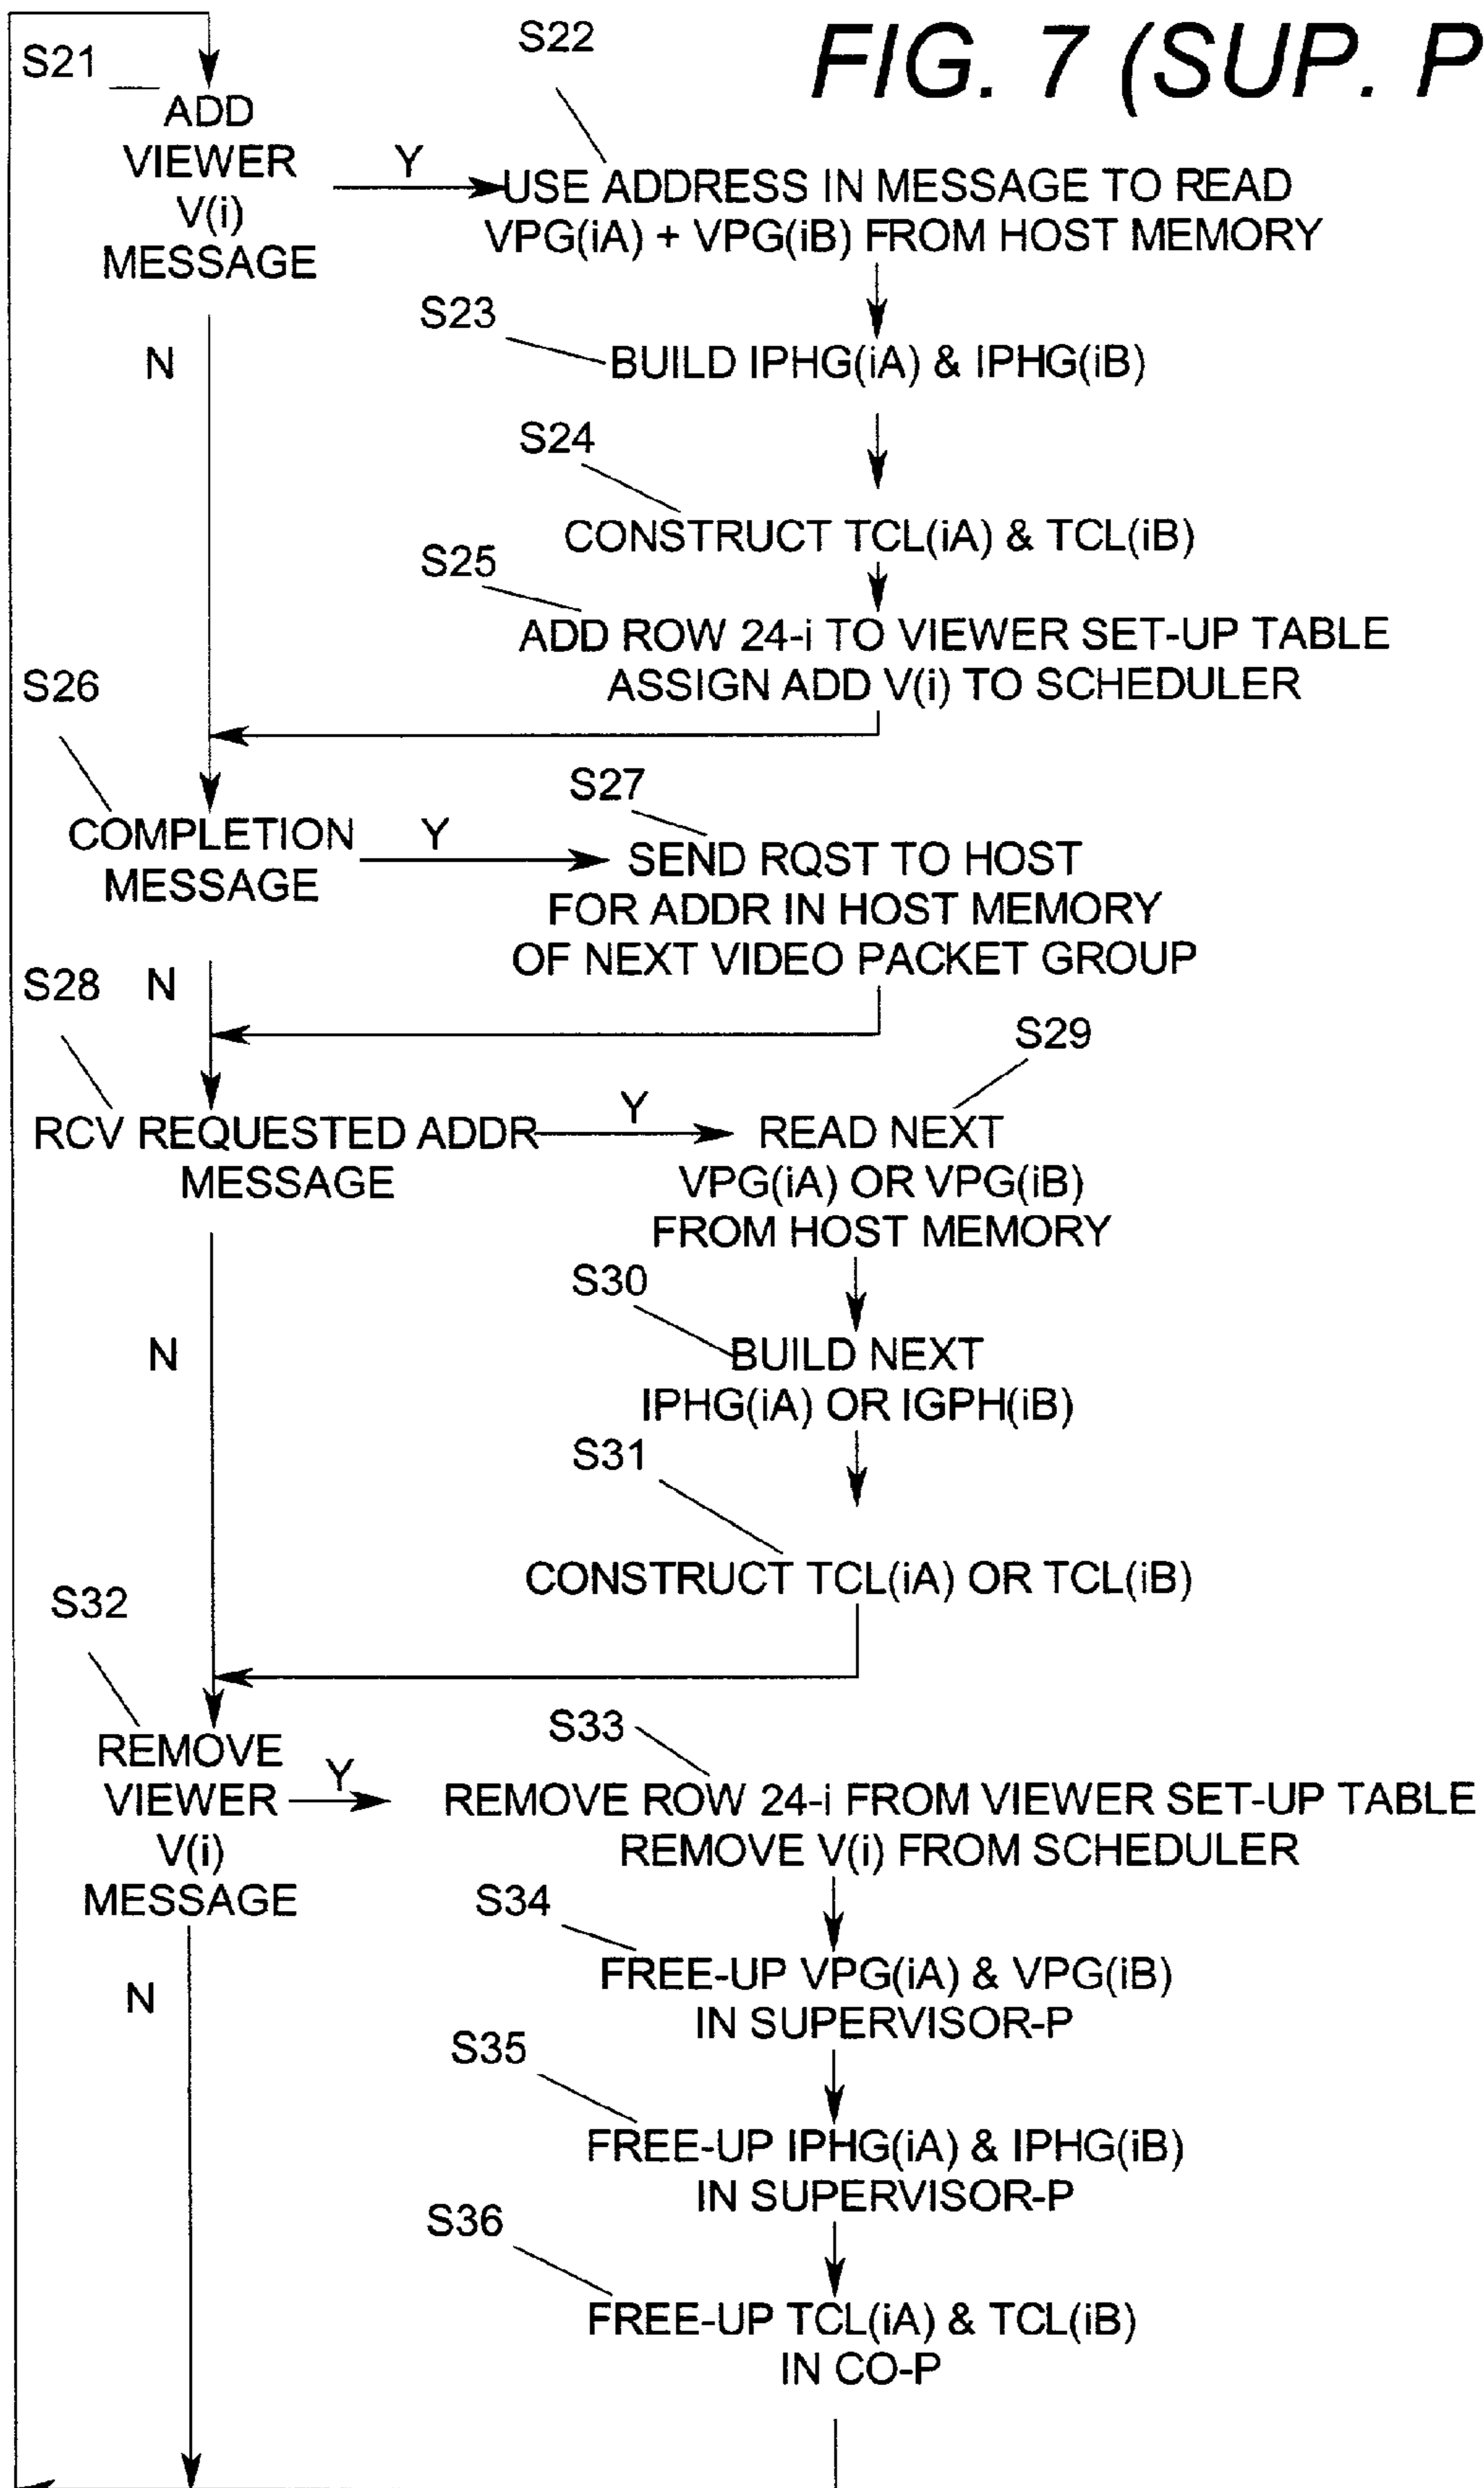 FIG. 7 (SUP. P
S21
ADD
VIEWER
V(i)
MESSAGE
Y
N
S22
USE ADDRESS IN MESSAGE TO READ
VPG(iA) + VPG(iB) FROM HOST MEMORY
S23
BUILD IPHG(iA) & IPHG(iB)
S24
CONSTRUCT TCL(iA) & TCL(iB)
S25
ADD ROW 24-i TO VIEWER SET-UP TABLE
ASSIGN ADD V(i) TO SCHEDULER
S26
COMPLETION
MESSAGE
Y
N
S27
SEND RQST TO HOST
FOR ADDR IN HOST MEMORY
OF NEXT VIDEO PACKET GROUP
S28
RCV REQUESTED ADDR
MESSAGE
Y
N
S29
READ NEXT
VPG(iA) OR VPG(iB)
FROM HOST MEMORY
S30
BUILD NEXT
IPHG(iA) OR IGPH(iB)
S31
CONSTRUCT TCL(iA) OR TCL(iB)
S32
REMOVE
VIEWER
V(i)
MESSAGE
Y
N
S33
REMOVE ROW 24-i FROM VIEWER SET-UP TABLE
REMOVE V(i) FROM SCHEDULER
S34
FREE-UP VPG(iA) & VPG(iB)
IN SUPERVISOR-P
S35
FREE-UP IPHG(iA) & IPHG(iB)
IN SUPERVISOR-P
S36
FREE-UP TCL(iA) & TCL(iB)
IN CO-P